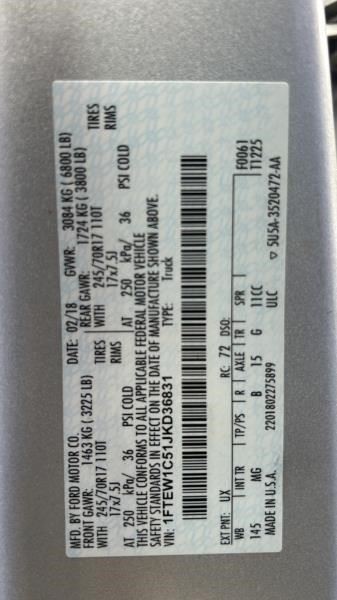 MFD. BY FORD MOTOR CO. DATE: 02/18 GVWR: 3084 KG ( 6800 LB)
FRONT GAWR: 1463 KG ( 3225 LB) REAR GAWR: 1724 KG ( 3800 LB)
WITH 245/70R17 110T TIRES WITH 245/70R17 110T TIRES
17x7.5J RIMS 17x7.5J RIMS
AT 250 kPa/ 36 PSI COLD AT 250 kPa/ 36 PSI COLD
THIS VEHICLE CONFORMS TO ALL APPLICABLE FEDERAL MOTOR VEHICLE
SAFETY STANDARDS IN EFFECT ON THE DATE OF MANUFACTURE SHOWN ABOVE.
VIN: 1FTEW1C51JKD36831 TYPE: Truck
F0061
T1225
EXT PNT: UX RC: 72 DSO:
WB INT TR TP/PS R AXLE TR SPR
145 MG B 15 G 11CC
ULC
MADE IN U.S.A. 2201802275899 ▽ 5U5A-3520472-AA